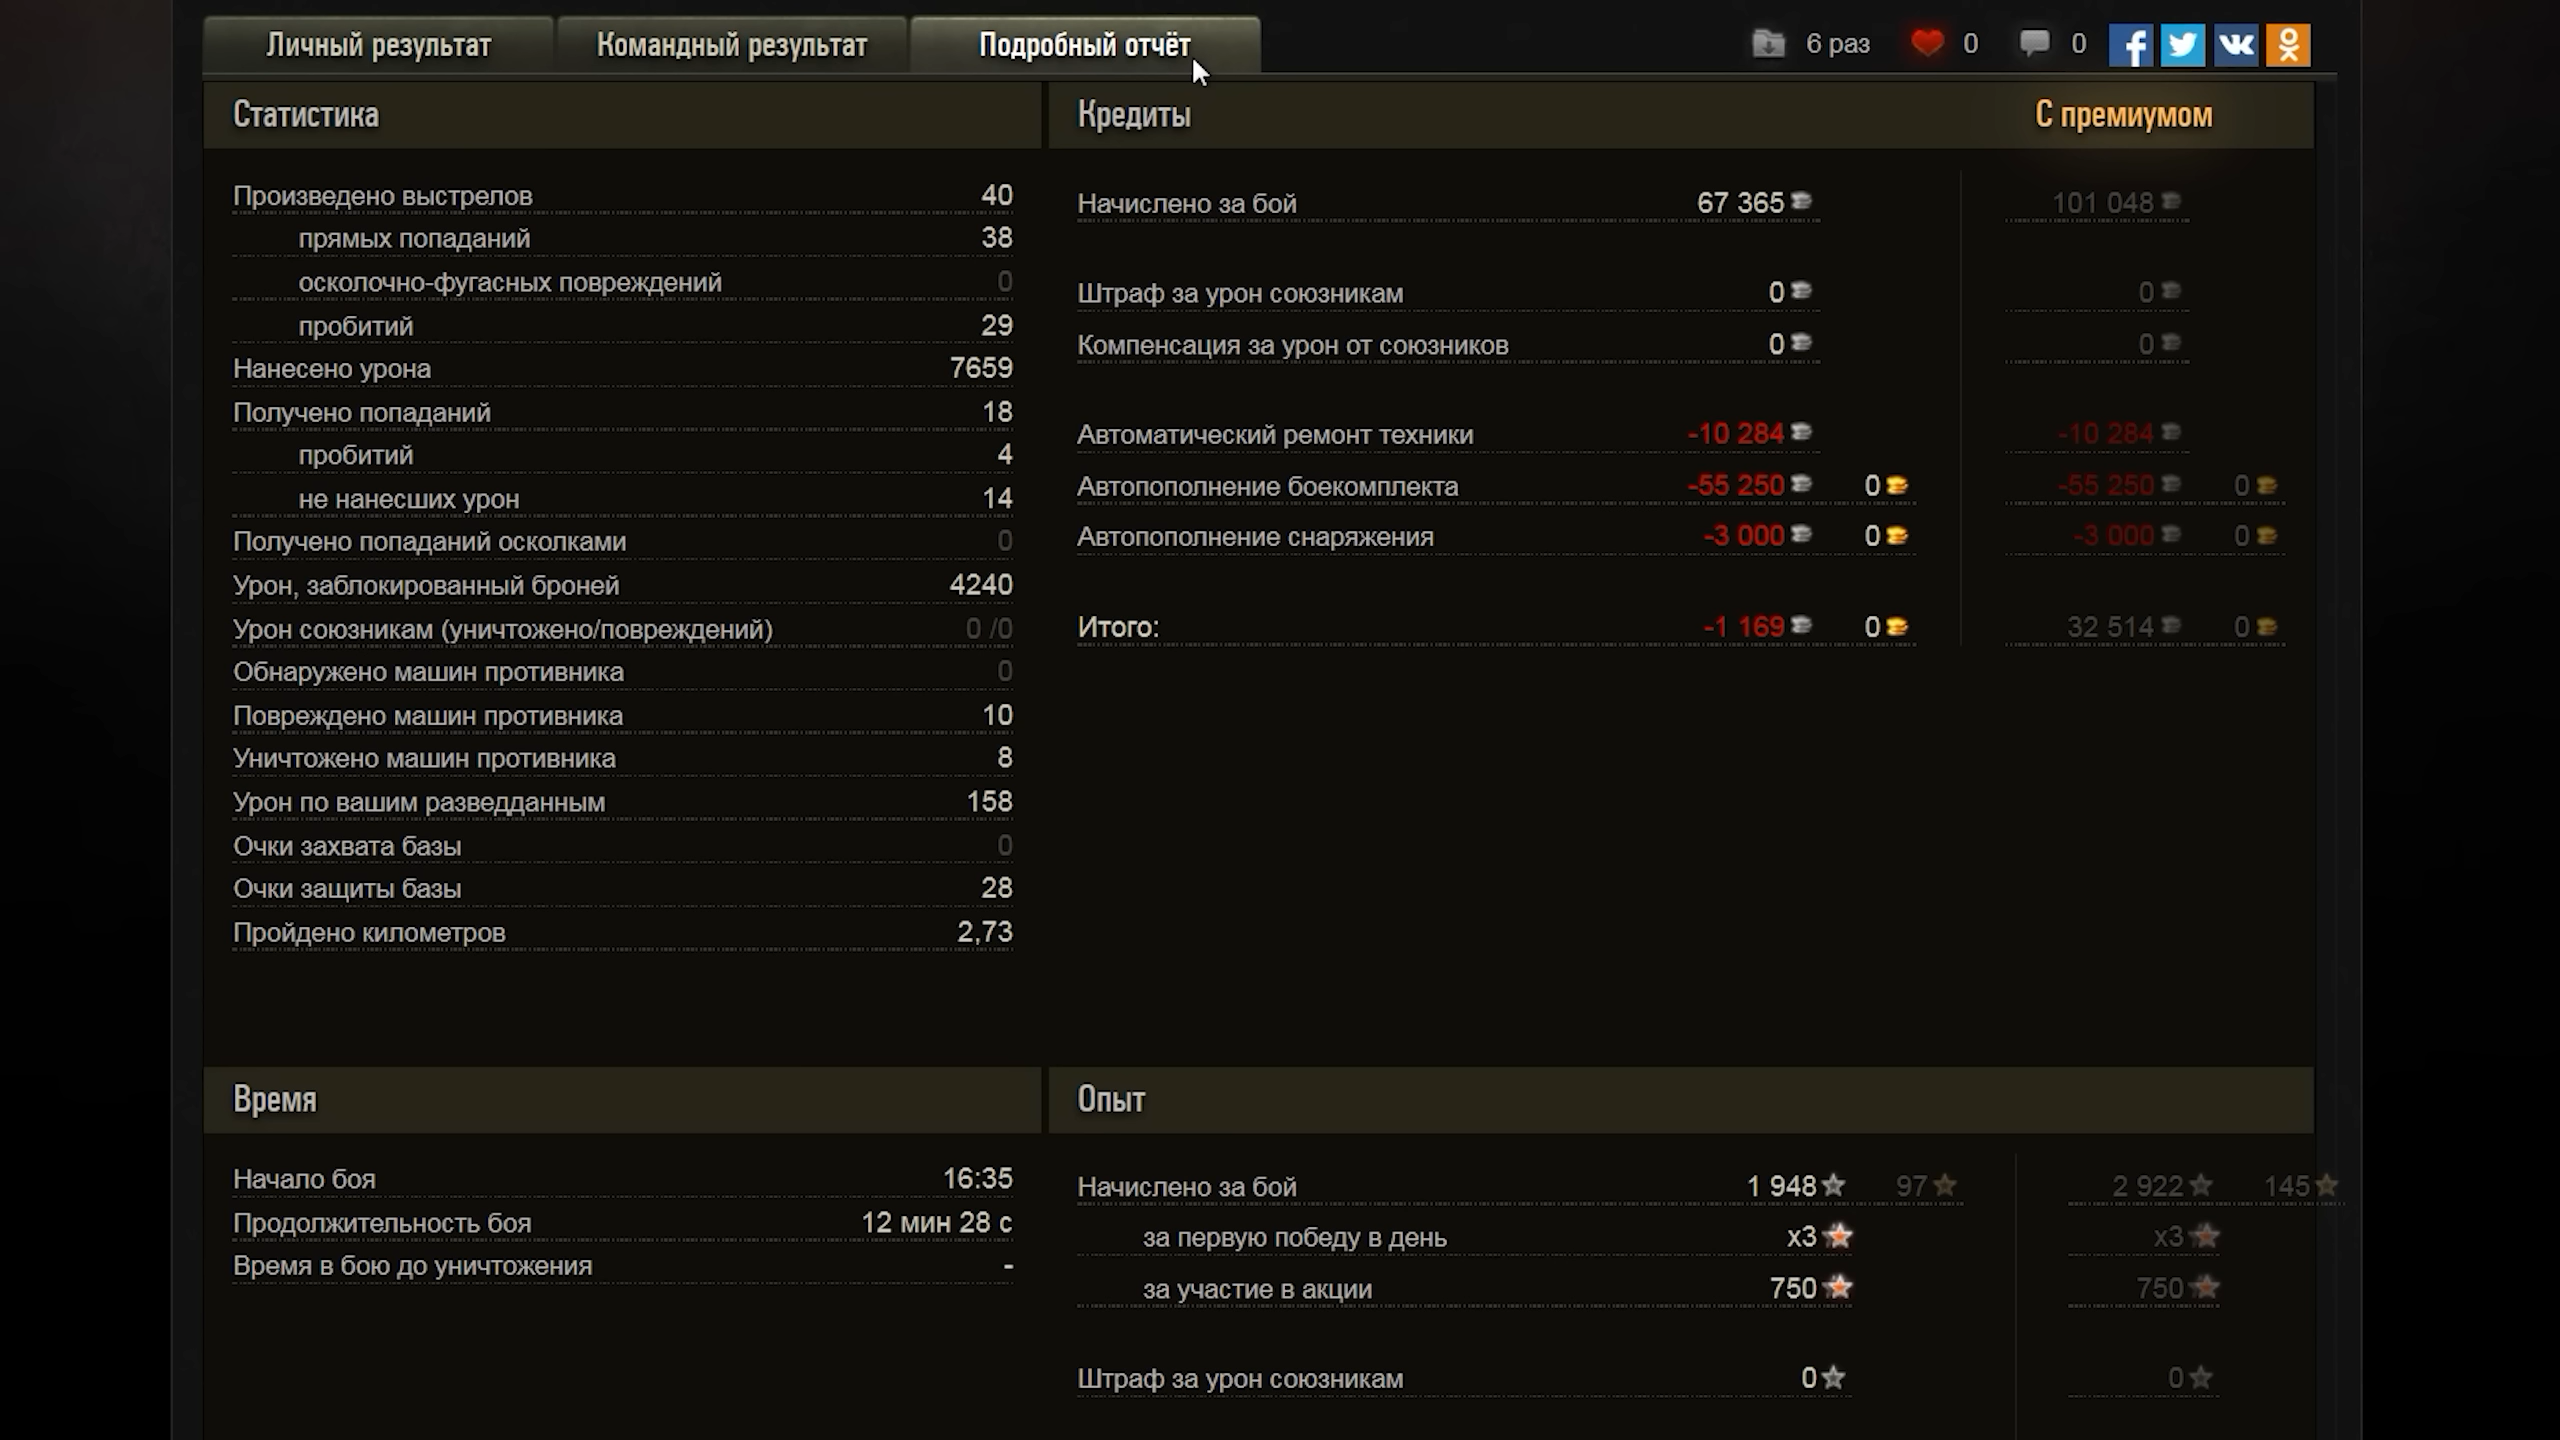 Личный результат Командный результат Подробный отчёт 6 раз 0 0
Статистика
Произведено выстрелов 40
прямых попаданий 38
осколочно-фугасных повреждений 0
пробитий 29
Нанесено урона 7659
Получено попаданий 18
пробитий 4
не нанесших урон 14
Получено попаданий осколками 0
Урон, заблокированный броней 4240
Урон союзникам (уничтожено/повреждений) 0 /0
Обнаружено машин противника 0
Повреждено машин противника 10
Уничтожено машин противника 8
Урон по вашим разведданным 158
Очки захвата базы 0
Очки защиты базы 28
Пройдено километров 2,73
Кредиты С премиумом
Начислено за бой 67 365 101 048
Штраф за урон союзникам 0 0
Компенсация за урон от союзников 0 0
Автоматический ремонт техники -10 284 -10 284
Автопополнение боекомплекта -55 250 0 -55 250 0
Автопополнение снаряжения -3 000 0 -3 000 0
Итого: -1 169 0 32 514 0
Время
Начало боя 16:35
Продолжительность боя 12 мин 28 с
Время в бою до уничтожения -
Опыт
Начислено за бой 1 948 97 2 922 145
за первую победу в день x3 x3
за участие в акции 750 750
Штраф за урон союзникам 0 0